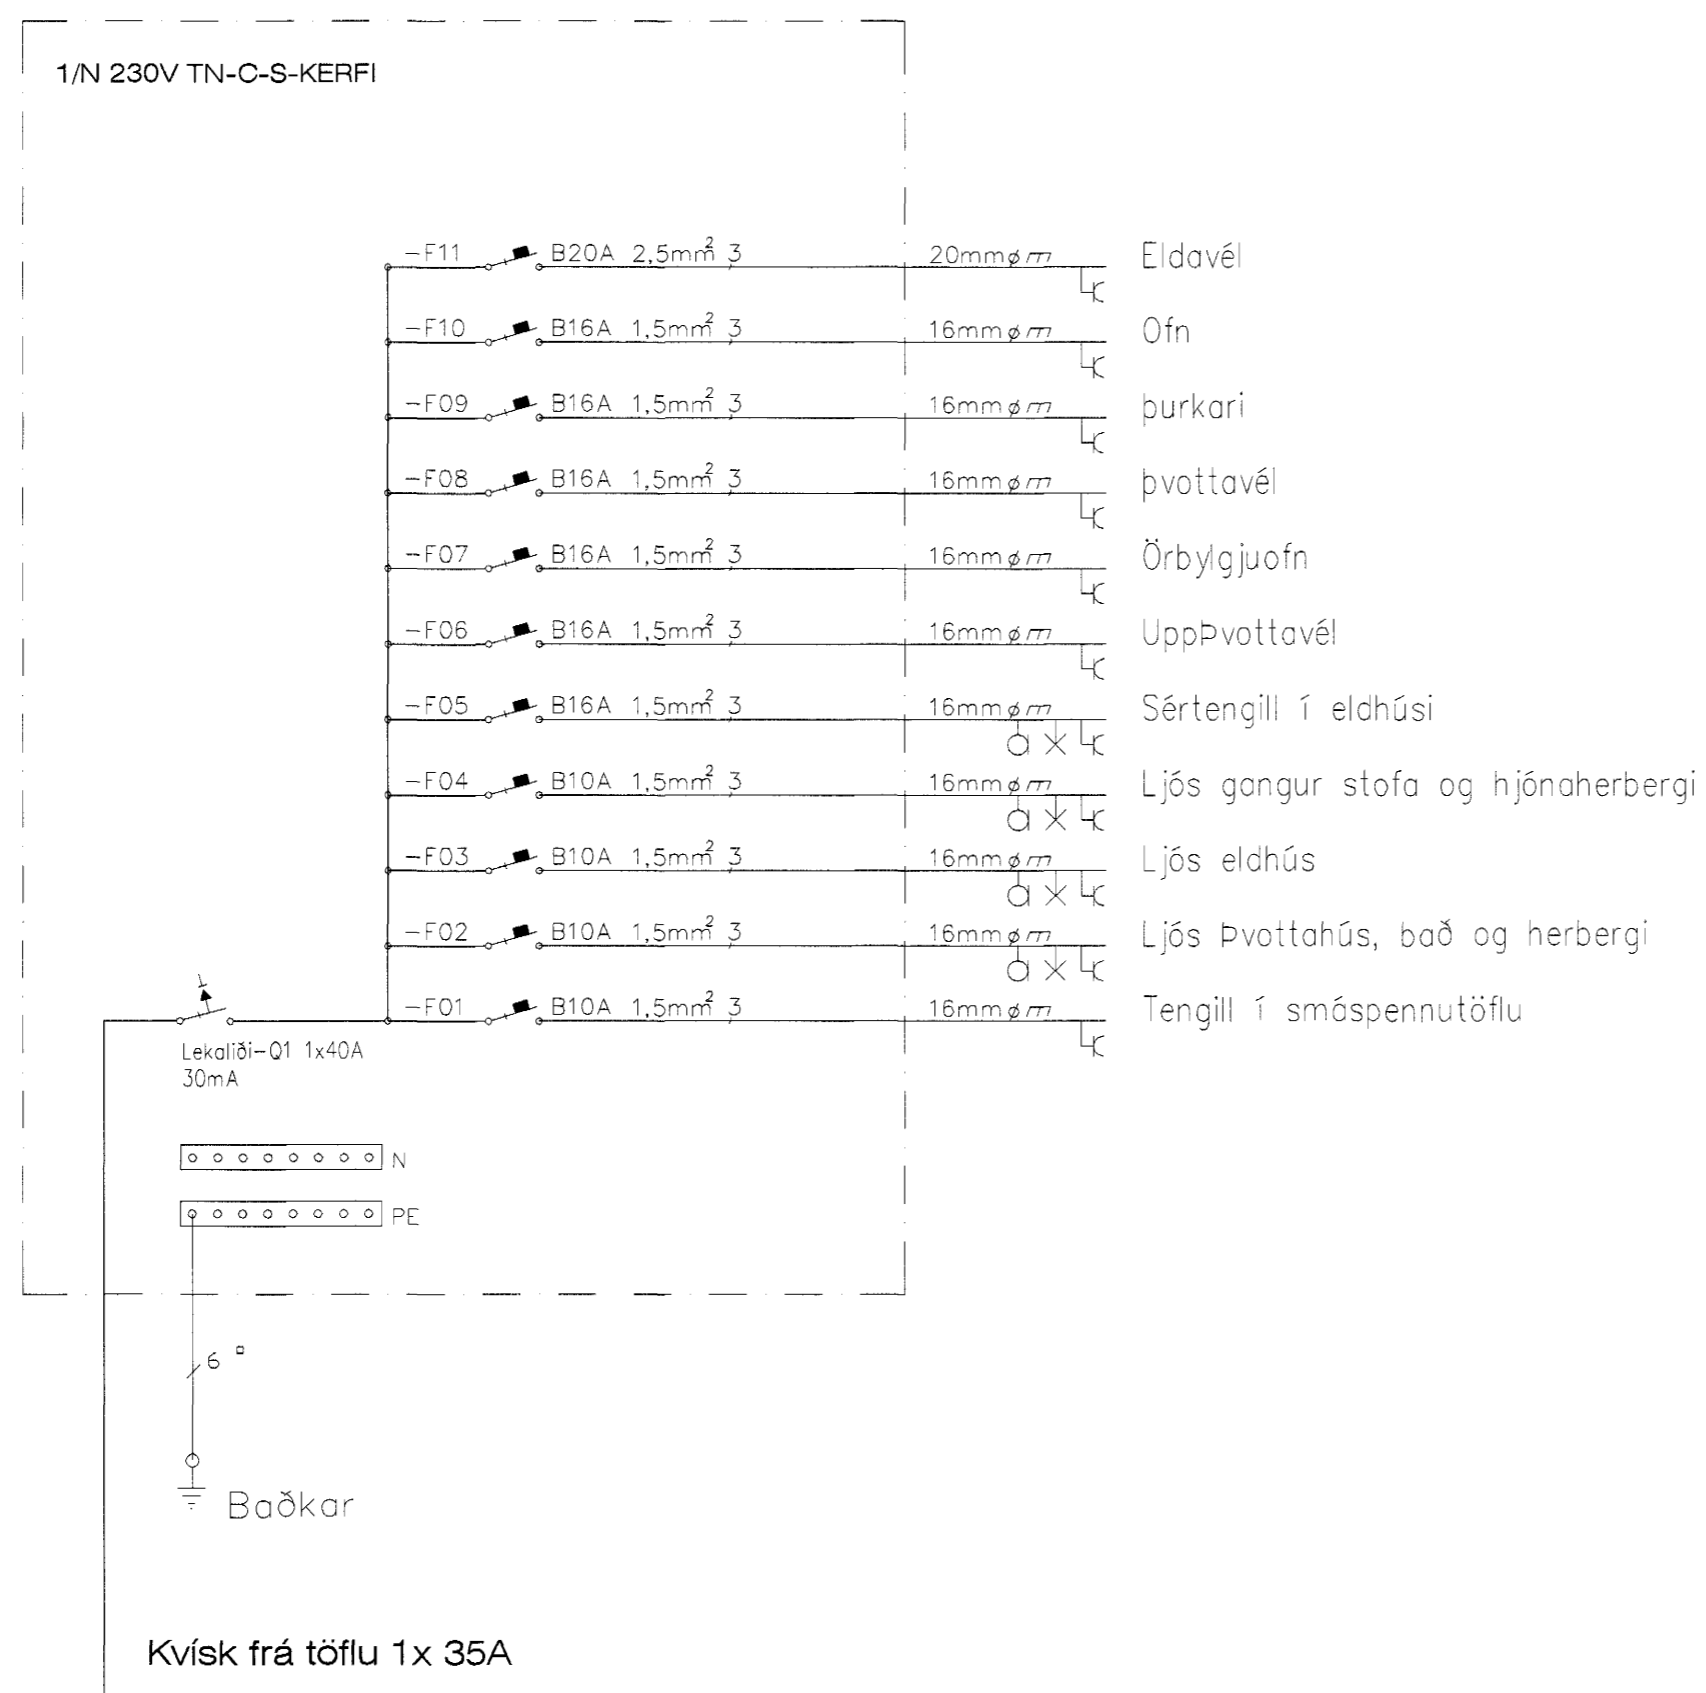 1/N 230V TN-C-S-KERFI
-F11 B20A 2,5mm² 3 20mmø Eldavél
-F10 B16A 1,5mm² 3 16mmø Ofn
-F09 B16A 1,5mm² 3 16mmø þurkari
-F08 B16A 1,5mm² 3 16mmø þvottavél
-F07 B16A 1,5mm² 3 16mmø Örbylgjuofn
-F06 B16A 1,5mm² 3 16mmø UppÞvottavél
-F05 B16A 1,5mm² 3 16mmø Sértengill í eldhúsi
-F04 B10A 1,5mm² 3 16mmø Ljós gangur stofa og hjónaherbergi
-F03 B10A 1,5mm² 3 16mmø Ljós eldhús
-F02 B10A 1,5mm² 3 16mmø Ljós Þvottahús, bað og herbergi
-F01 B10A 1,5mm² 3 16mmø Tengill í smáspennutöflu
Lekaliði-Q1 1x40A
30mA
N
PE
6 ¤
Baðkar
Kvísk frá töflu 1x 35A